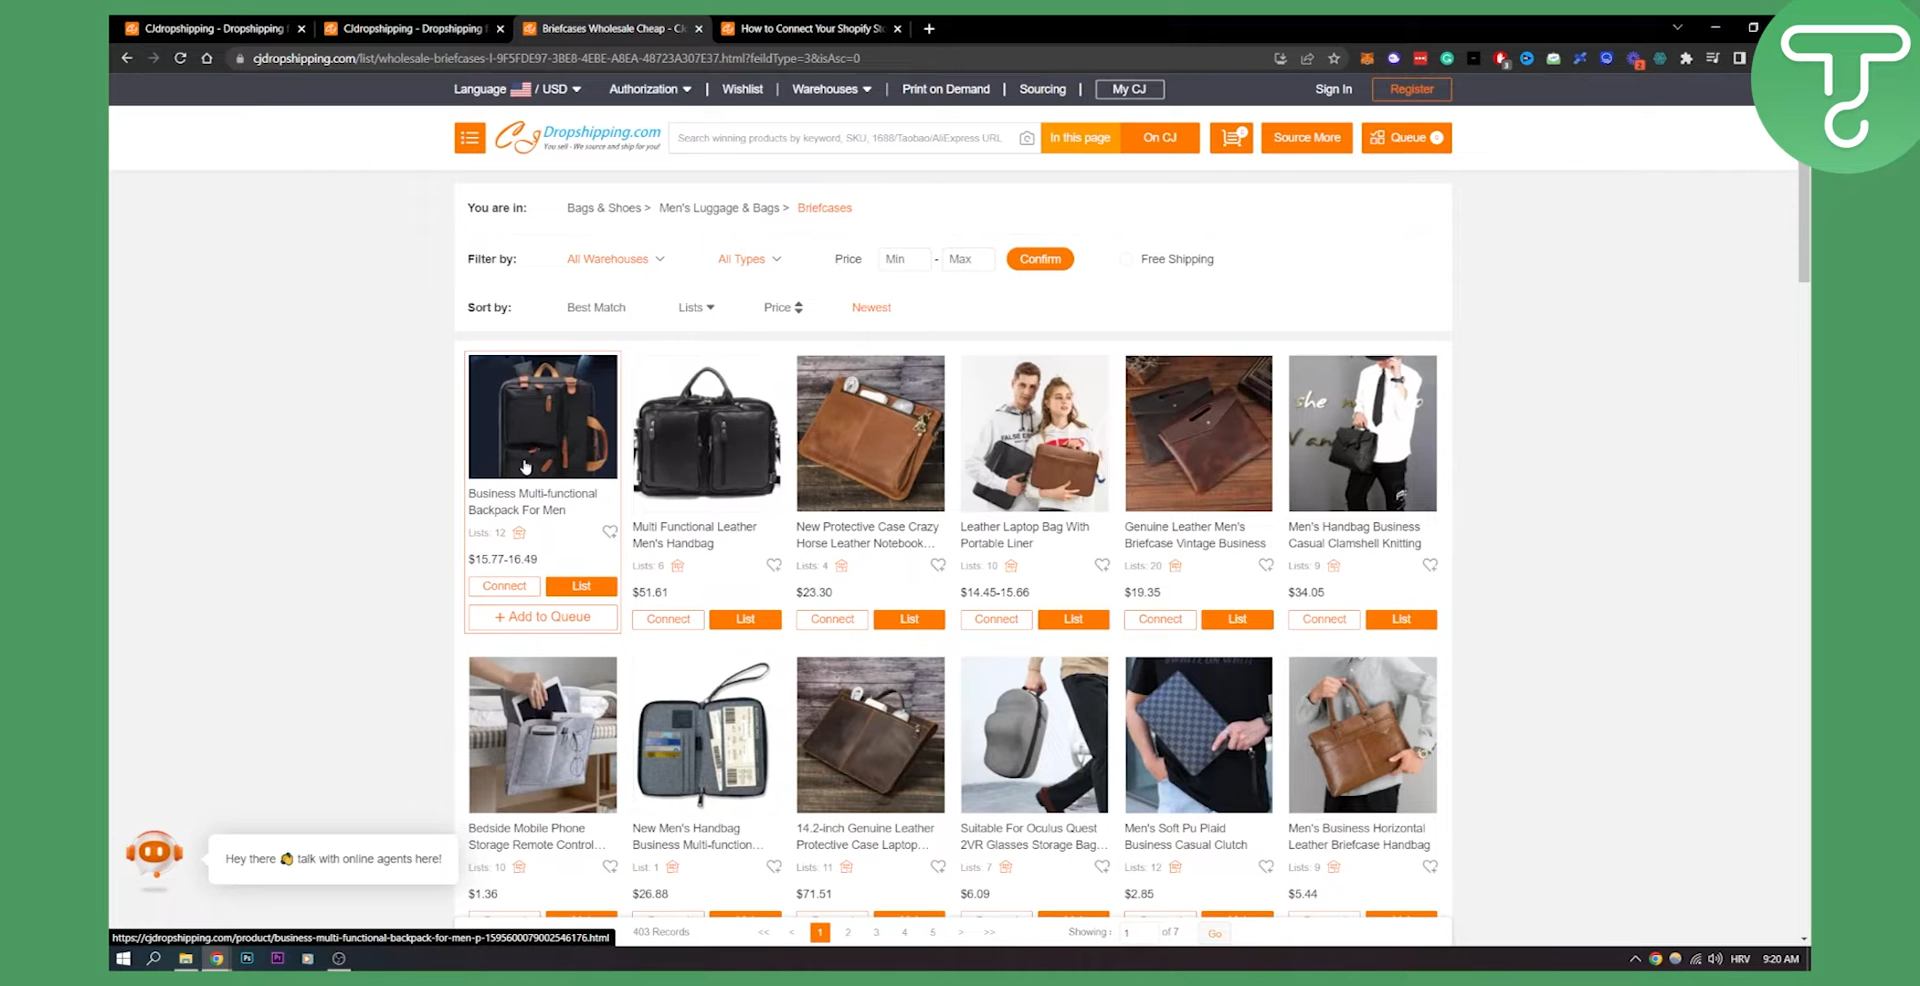 CJdropshipping - Dropshipping f
CJdropshipping - Dropshipping f
Briefcases Wholesale Cheap - CJ
How to Connect Your Shopify St
cjdropshipping.com/list/wholesale-briefcases-l-9F5FDE97-3BE8-4EBE-A8EA-48723A307E37.html?feildType=3&isAsc=0
Language / USD Authorization | Wishlist | Warehouses | Print on Demand | Sourcing | My CJ Sign In Register
CJ Dropshipping.com
You sell - We source and ship for you!
Search winning products by keyword, SKU, 1688/Taobao/AliExpress URL In this page On CJ 0 Source More Queue 0
You are in: Bags & Shoes > Men's Luggage & Bags > Briefcases
Filter by: All Warehouses All Types Price Min - Max Confirm Free Shipping
Sort by: Best Match Lists Price Newest
Business Multi-functional
Backpack For Men
Lists: 12
$15.77-16.49
Connect List
+ Add to Queue
Multi Functional Leather
Men's Handbag
Lists: 6
$51.61
Connect List
New Protective Case Crazy
Horse Leather Notebook...
Lists: 4
$23.30
Connect List
FALSE
Leather Laptop Bag With
Portable Liner
Lists: 10
$14.45-15.66
Connect List
Genuine Leather Men's
Briefcase Vintage Business
Lists: 20
$19.35
Connect List
she
Men's Handbag Business
Casual Clamshell Knitting
Lists: 9
$34.05
Connect List
Bedside Mobile Phone
Storage Remote Control...
Lists: 10
$1.36
New Men's Handbag
Business Multi-function...
List: 1
$26.88
14.2-inch Genuine Leather
Protective Case Laptop...
Lists: 11
$71.51
Suitable For Oculus Quest
2VR Glasses Storage Bag...
Lists: 7
$6.09
Men's Soft Pu Plaid
Business Casual Clutch
Lists: 12
$2.85
Men's Business Horizontal
Leather Briefcase Handbag
Lists: 9
$5.44
Hey there talk with online agents here!
403 Records << < 1 2 3 4 5 > >> Showing: 1 of 7 Go
https://cjdropshipping.com/product/business-multi-functional-backpack-for-men-p-1595600079002546176.html
Ps Pr HRV 9:20 AM